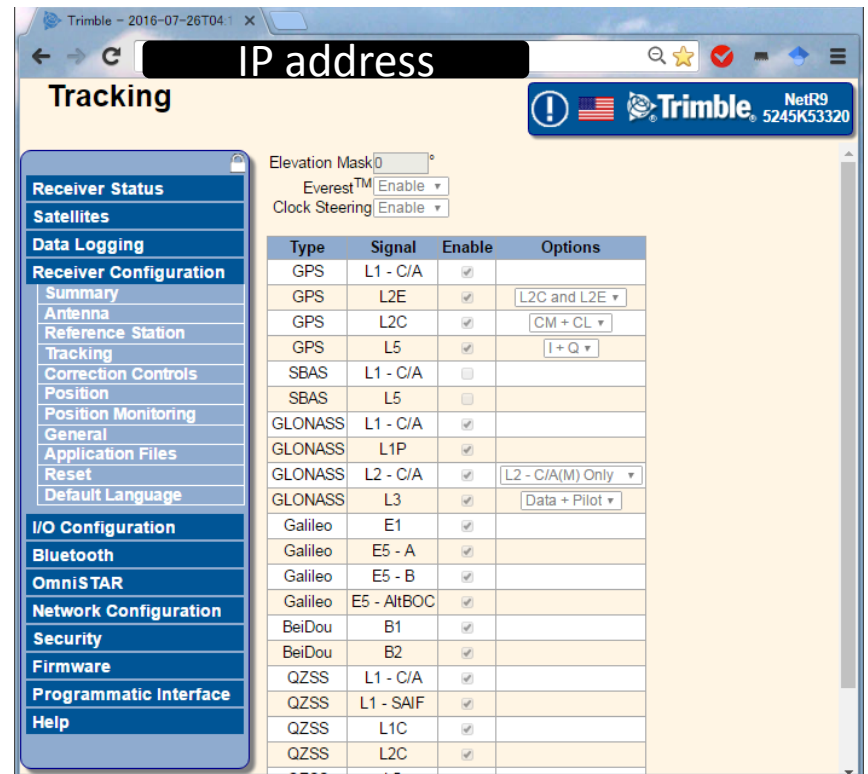 Trimble - 2016-07-26T04:1
IP address
Tracking
Trimble® NetR9
5245K53320
Elevation Mask 0 °
Everest™ Enable
Clock Steering Enable
Receiver Status
Satellites
Data Logging
Receiver Configuration
Summary
Antenna
Reference Station
Tracking
Correction Controls
Position
Position Monitoring
General
Application Files
Reset
Default Language
I/O Configuration
Bluetooth
OmniSTAR
Network Configuration
Security
Firmware
Programmatic Interface
Help
Type Signal Enable Options
GPS L1 - C/A
GPS L2E L2C and L2E
GPS L2C CM + CL
GPS L5 I + Q
SBAS L1 - C/A
SBAS L5
GLONASS L1 - C/A
GLONASS L1P
GLONASS L2 - C/A L2 - C/A(M) Only
GLONASS L3 Data + Pilot
Galileo E1
Galileo E5 - A
Galileo E5 - B
Galileo E5 - AltBOC
BeiDou B1
BeiDou B2
QZSS L1 - C/A
QZSS L1 - SAIF
QZSS L1C
QZSS L2C